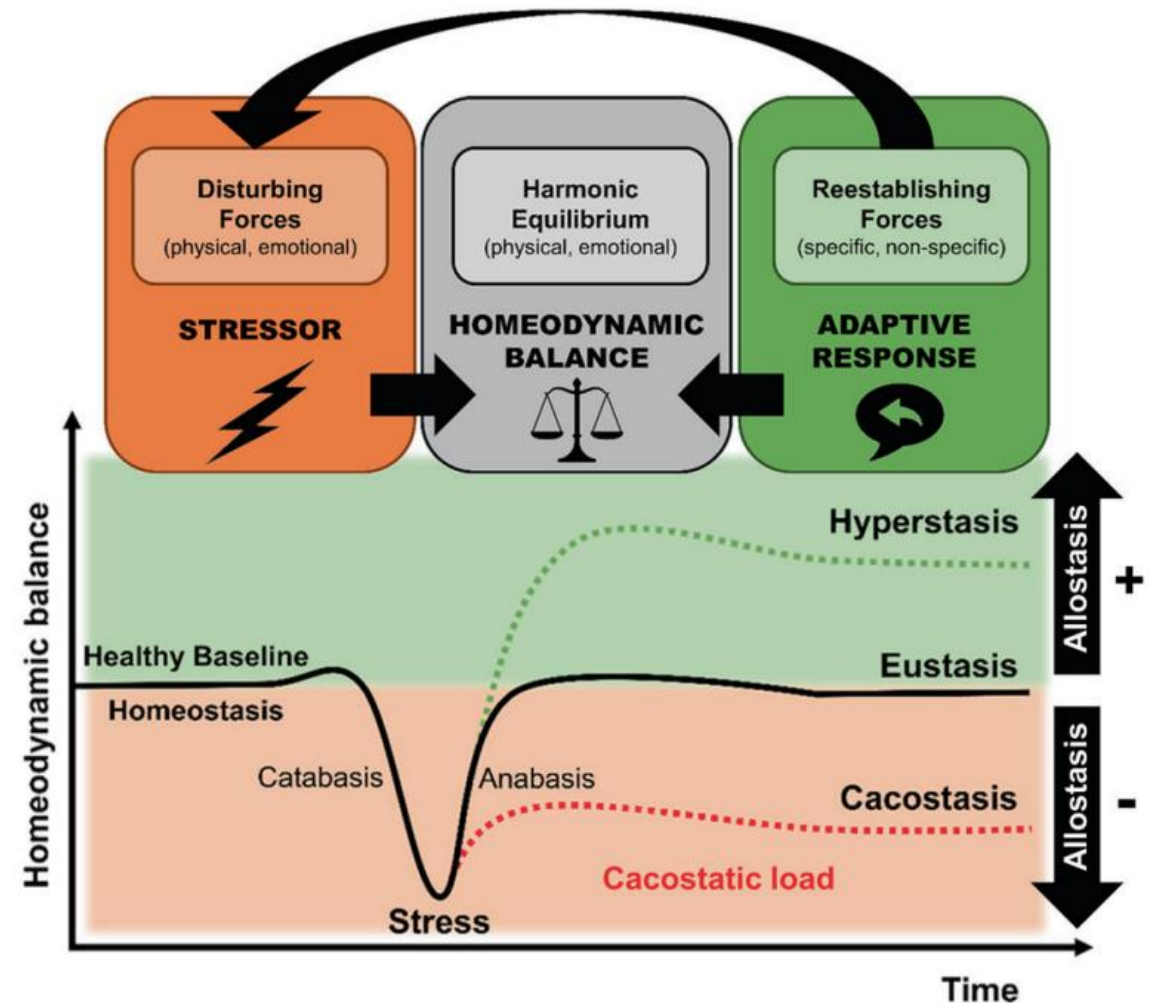 Disturbing
Forces
(physical, emotional)
STRESSOR
Harmonic
Equilibrium
(physical, emotional)
HOMEODYNAMIC
BALANCE
Reestablishing
Forces
(specific, non-specific)
ADAPTIVE
RESPONSE
Homeodynamic balance
Hyperstasis
Healthy Baseline
Eustasis
Homeostasis
Catabasis
Anabasis
Cacostasis
Cacostatic load
Stress
Allostasis
+
Allostasis
-
Time